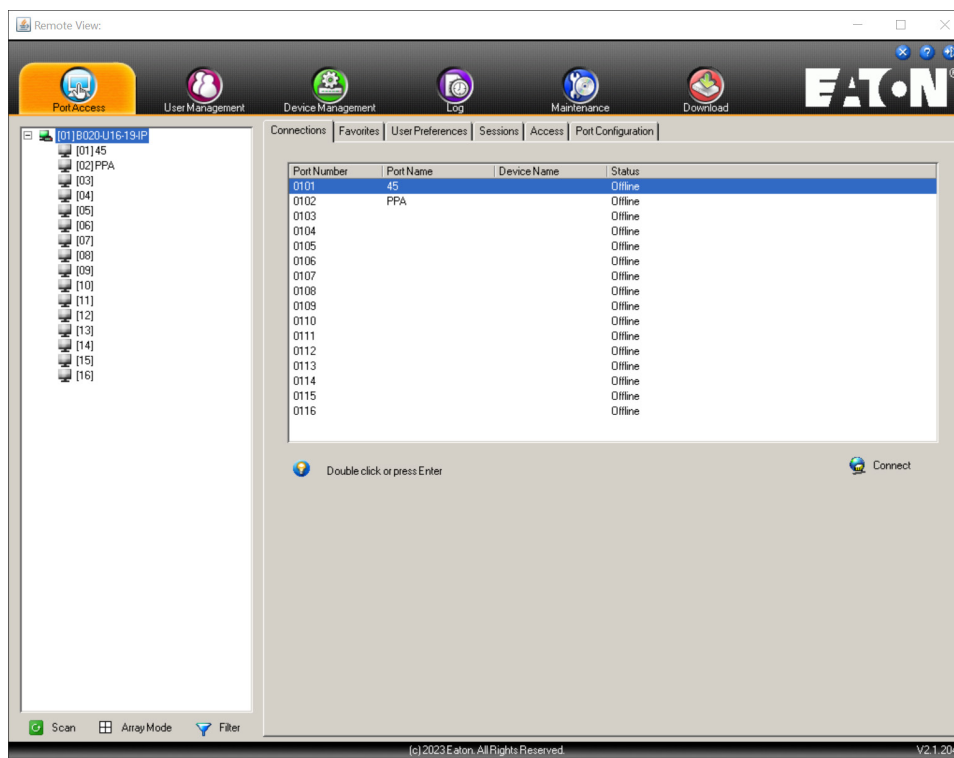 Remote View:
Port Access
User Management
Device Management
Log
Maintenance
Download
EATON®
[01]B020-U16-19-IP
[01]45
[02]PPA
[03]
[04]
[05]
[06]
[07]
[08]
[09]
[10]
[11]
[12]
[13]
[14]
[15]
[16]
Scan
Array Mode
Filter
Connections Favorites User Preferences Sessions Access Port Configuration
Port Number Port Name Device Name Status
0101 45 Offline
0102 PPA Offline
0103 Offline
0104 Offline
0105 Offline
0106 Offline
0107 Offline
0108 Offline
0109 Offline
0110 Offline
0111 Offline
0112 Offline
0113 Offline
0114 Offline
0115 Offline
0116 Offline
Double click or press Enter
Connect
(c) 2023 Eaton. All Rights Reserved.